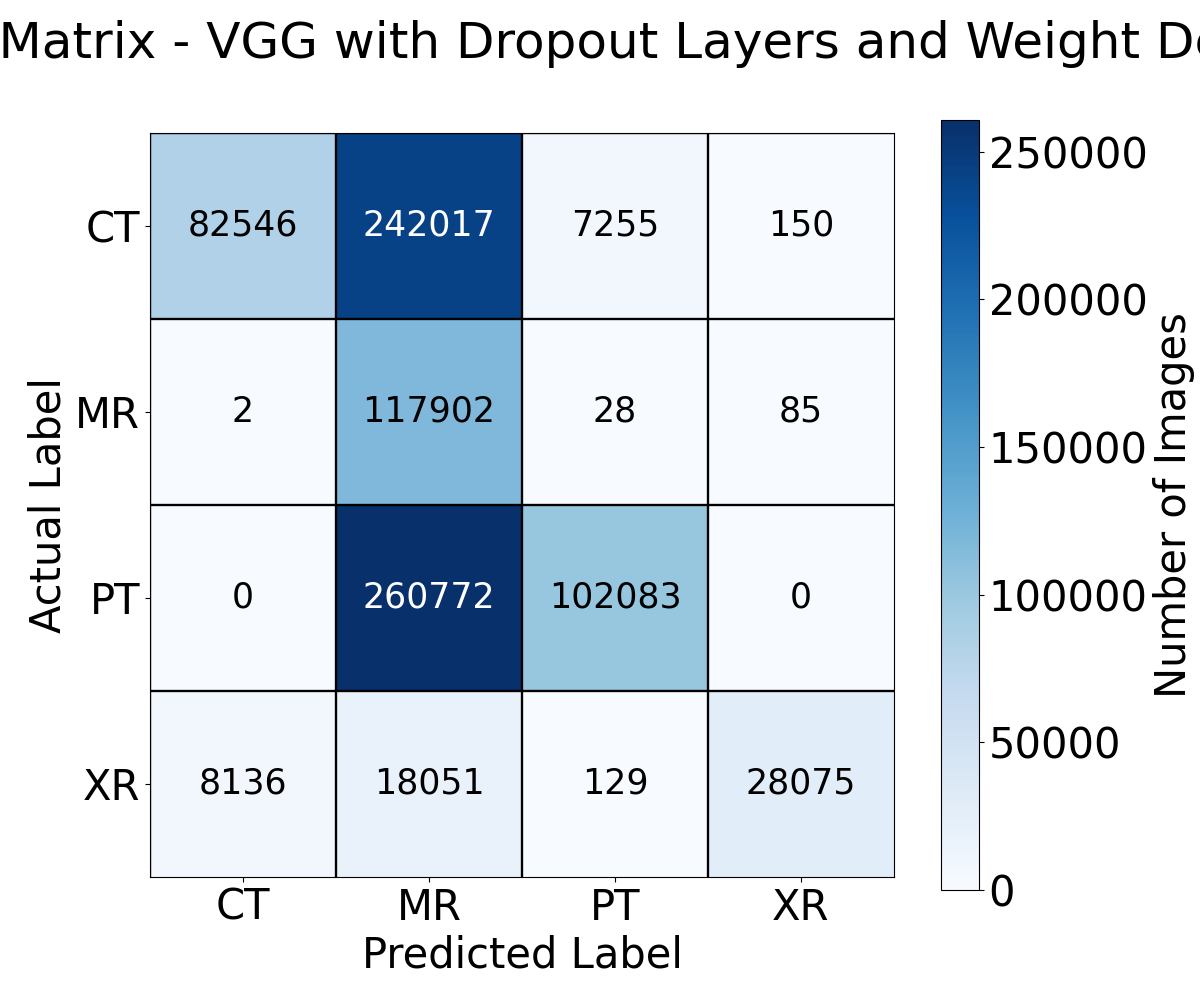 Matrix - VGG with Dropout Layers and Weight De
CT 82546 242017 7255 150
MR 2 117902 28 85
PT 0 260772 102083 0
XR 8136 18051 129 28075
CT MR PT XR
Predicted Label
Actual Label
250000
200000
150000
100000
50000
0
Number of Images